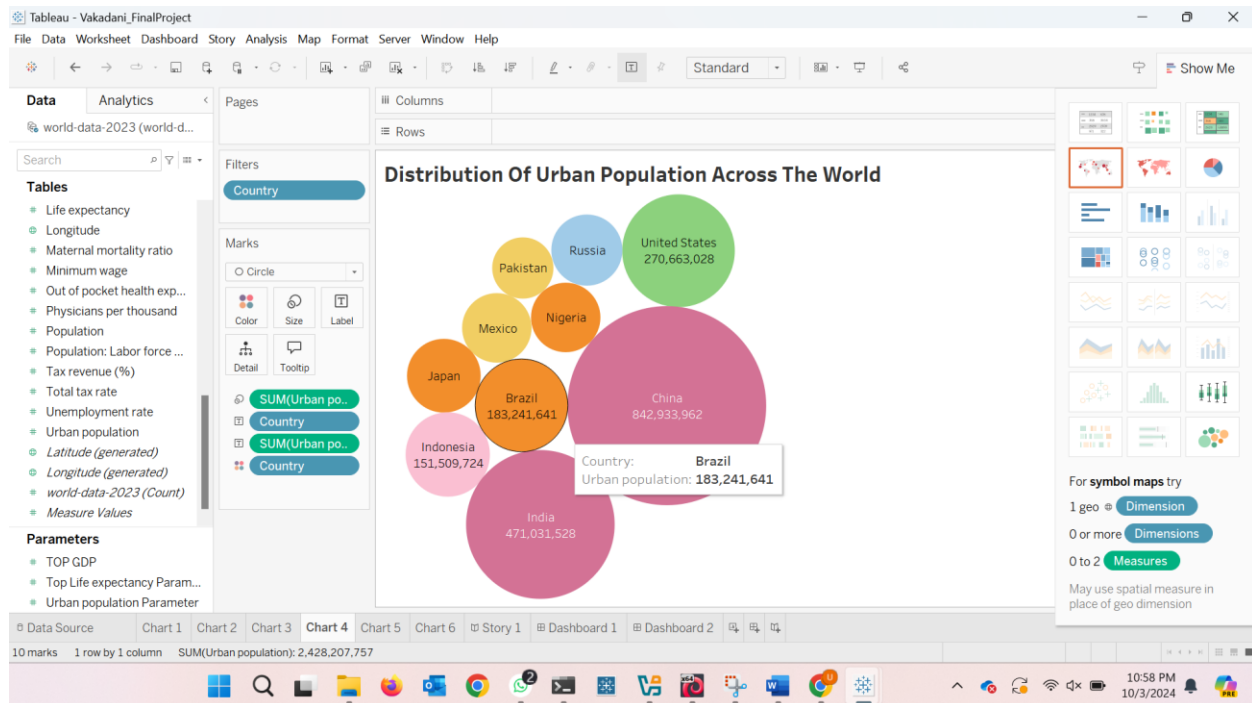 Tableau - Vakadani_FinalProject
File Data Worksheet Dashboard Story Analysis Map Format Server Window Help
Standard
Show Me
Data Analytics
world-data-2023 (world-d...
Search
Tables
Life expectancy
Longitude
Maternal mortality ratio
Minimum wage
Out of pocket health exp...
Physicians per thousand
Population
Population: Labor force ...
Tax revenue (%)
Total tax rate
Unemployment rate
Urban population
Latitude (generated)
Longitude (generated)
world-data-2023 (Count)
Measure Values
Parameters
TOP GDP
Top Life expectancy Param...
Urban population Parameter
Pages
Filters
Country
Marks
Circle
Color Size Label
Detail Tooltip
SUM(Urban po..
Country
SUM(Urban po..
Country
Columns
Rows
Distribution Of Urban Population Across The World
United States
270,663,028
Russia
Pakistan
Nigeria
Mexico
Japan
Brazil
183,241,641
China
842,933,962
Indonesia
151,509,724
India
471,031,528
Country: Brazil
Urban population: 183,241,641
For symbol maps try
1 geo Dimension
0 or more Dimensions
0 to 2 Measures
May use spatial measure in
place of geo dimension
Data Source Chart 1 Chart 2 Chart 3 Chart 4 Chart 5 Chart 6 Story 1 Dashboard 1 Dashboard 2
10 marks 1 row by 1 column SUM(Urban population): 2,428,207,757
2
10:58 PM
10/3/2024
PRE